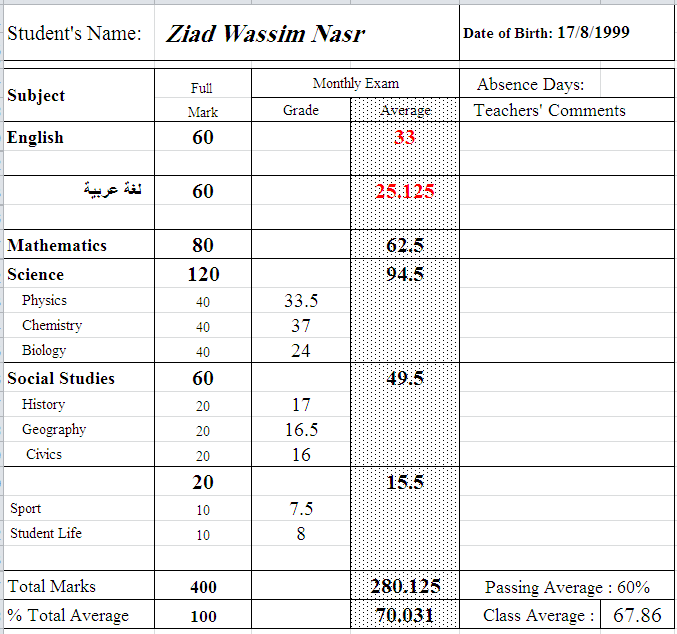 Student's Name: Ziad Wassim Nasr Date of Birth: 17/8/1999
Subject Full Mark Monthly Exam Absence Days:
Grade Average Teachers' Comments
English 60 33
لغة عربية 60 25.125
Mathematics 80 62.5
Science 120 94.5
Physics 40 33.5
Chemistry 40 37
Biology 40 24
Social Studies 60 49.5
History 20 17
Geography 20 16.5
Civics 20 16
20 15.5
Sport 10 7.5
Student Life 10 8
Total Marks 400 280.125 Passing Average : 60%
% Total Average 100 70.031 Class Average : 67.86